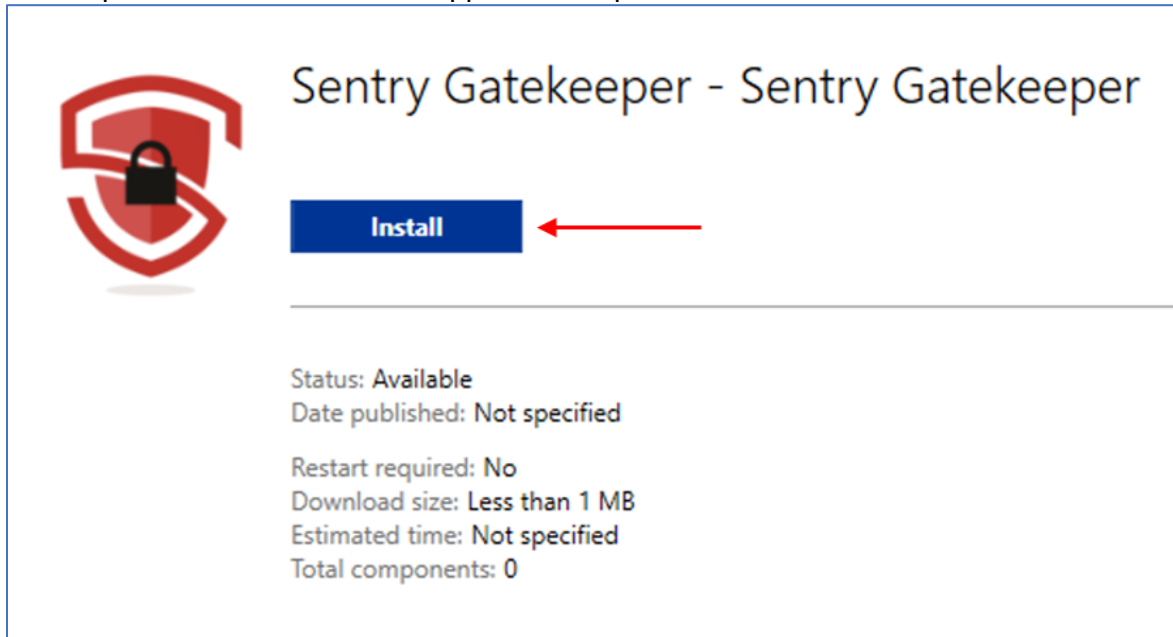 Sentry Gatekeeper - Sentry Gatekeeper
Install
Status: Available
Date published: Not specified
Restart required: No
Download size: Less than 1 MB
Estimated time: Not specified
Total components: 0